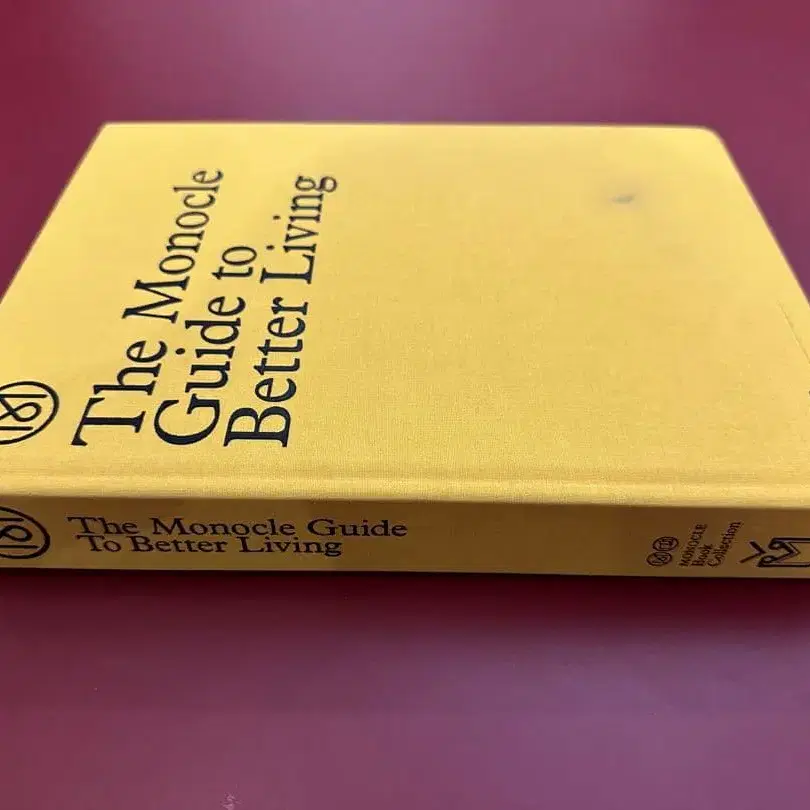 The Monocle
Guide to
Better Living
The Monocle Guide
To Better Living
MONOCLE
Book
Collection